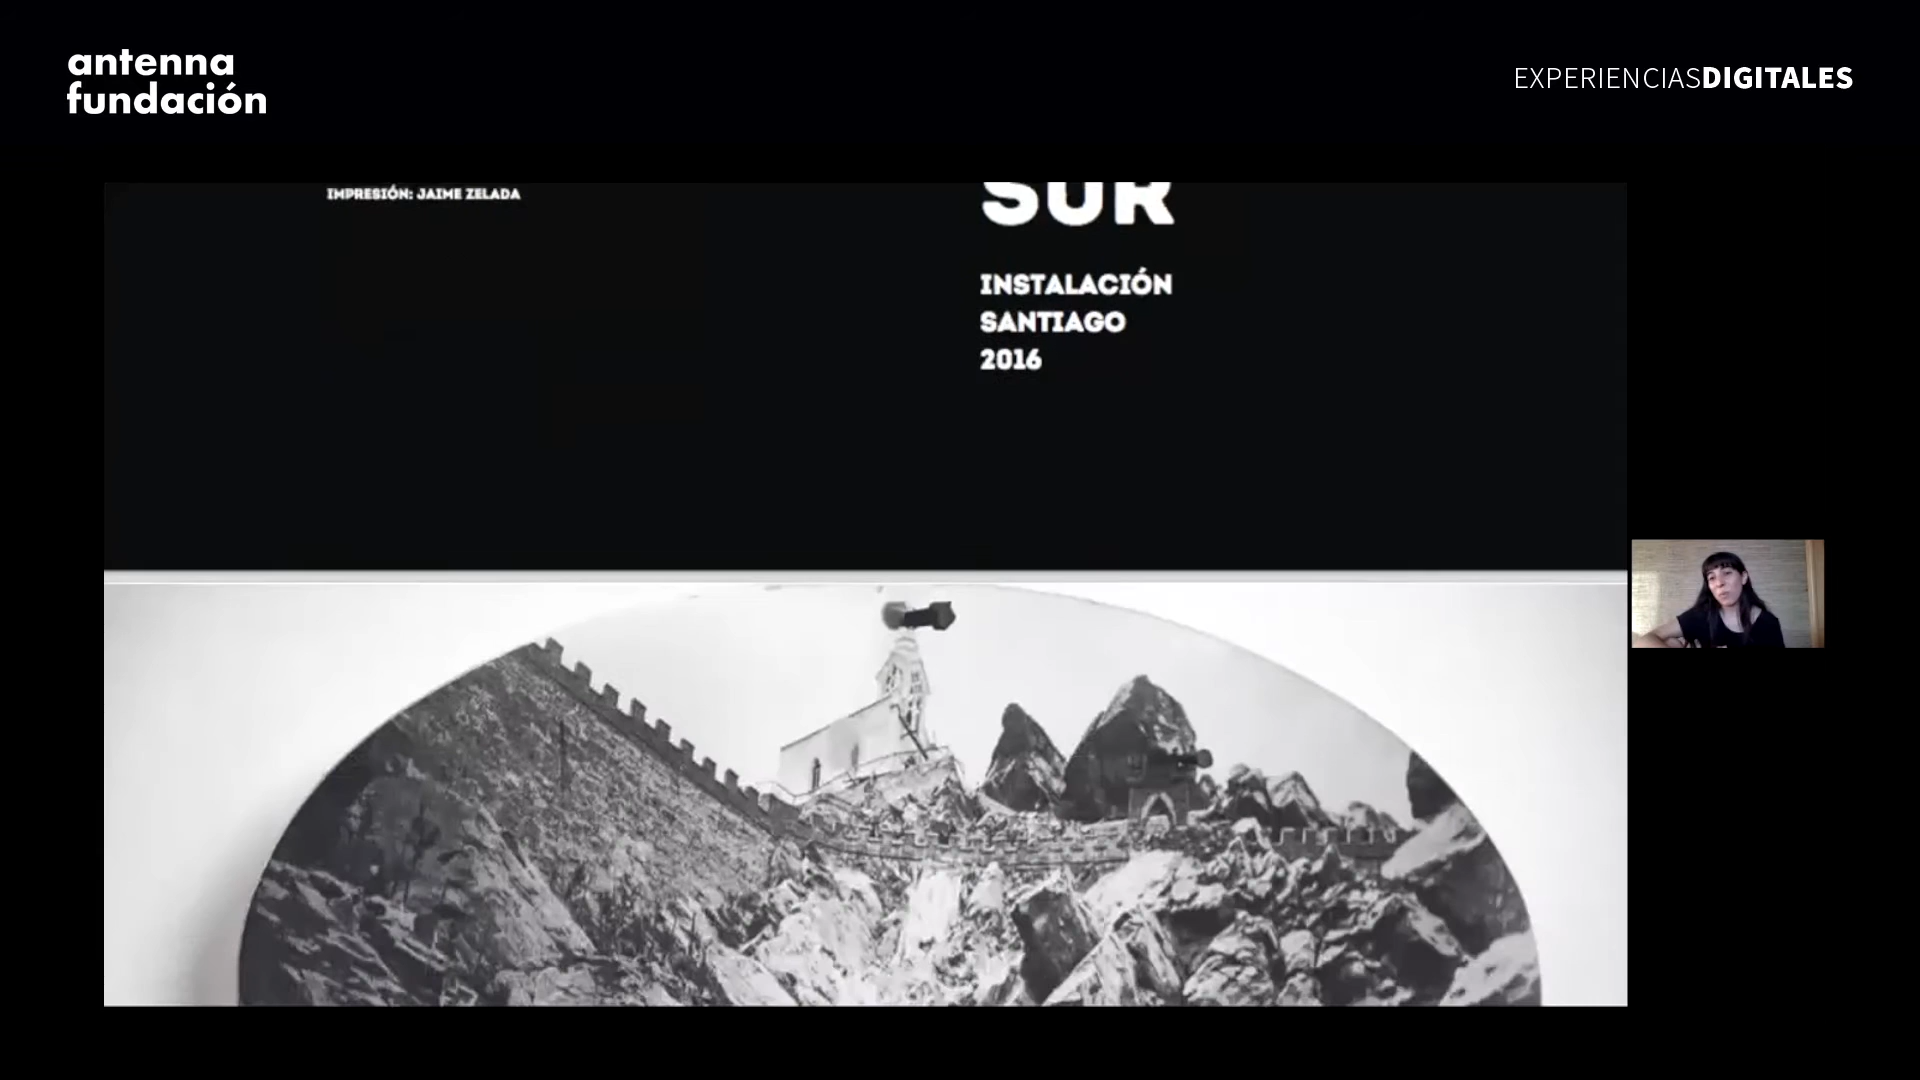 antenna
fundación
EXPERIENCIASDIGITALES
IMPRESIÓN: JAIME ZELADA
SUR
INSTALACIÓN
SANTIAGO
2016